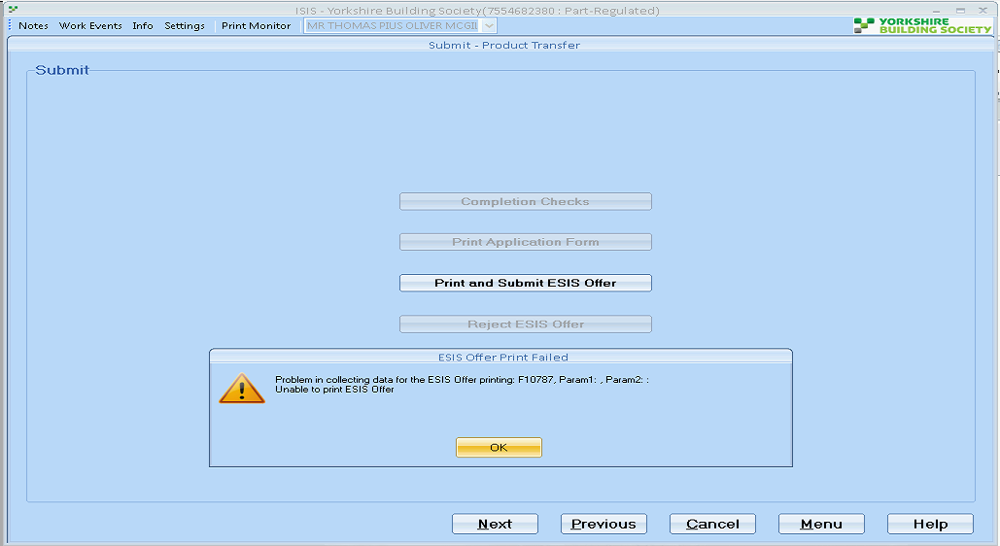 ISIS - Yorkshire Building Society(7554682380 : Part-Regulated)
Notes Work Events Info Settings Print Monitor MR THOMAS PIUS OLIVER MCGII
YORKSHIRE
BUILDING SOCIETY
Submit - Product Transfer
Submit
Completion Checks
Print Application Form
Print and Submit ESIS Offer
Reject ESIS Offer
ESIS Offer Print Failed
Problem in collecting data for the ESIS Offer printing: F10787, Param1: , Param2: :
Unable to print ESIS Offer
OK
Next Previous Cancel Menu Help